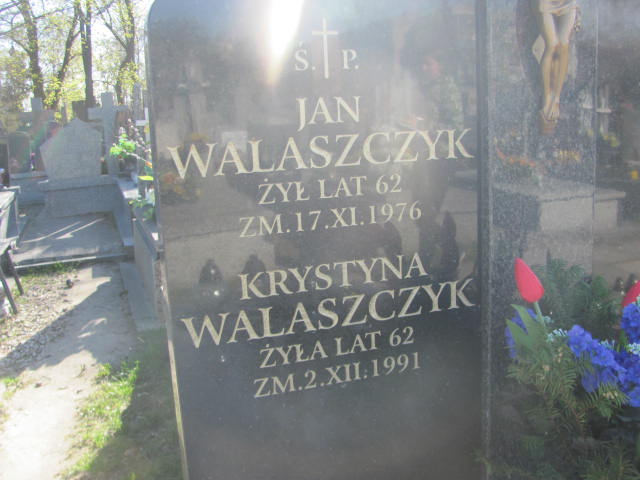 Ś. P.
JAN
WALASZCZYK
ŻYŁ LAT 62
ZM.17.XI.1976
KRYSTYNA
WALASZCZYK
ŻYŁA LAT 62
ZM.2.XII.1991